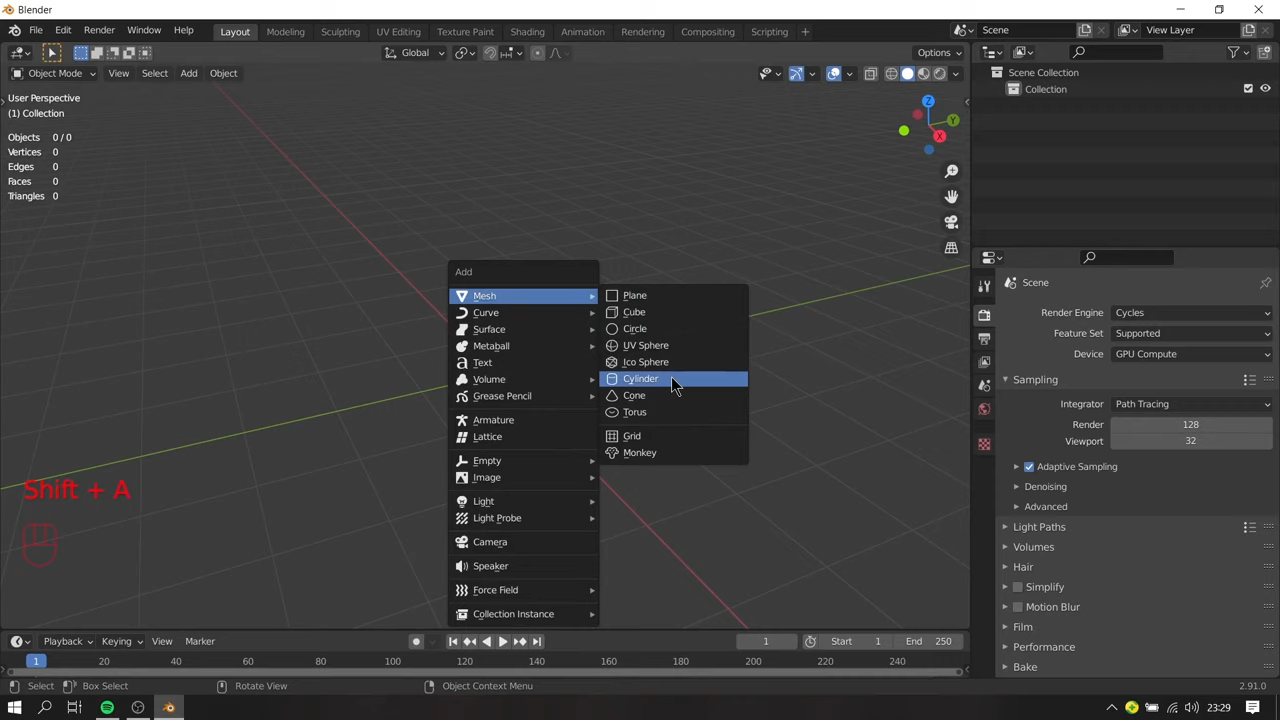 Blender
File Edit Render Window Help Layout Modeling Sculpting UV Editing Texture Paint Shading Animation Rendering Compositing Scripting + Scene View Layer
Global Options
Object Mode View Select Add Object
User Perspective
(1) Collection
Objects 0 / 0
Vertices 0
Edges 0
Faces 0
Triangles 0
Z
Y
X
Add
Mesh
Curve
Surface
Metaball
Text
Volume
Grease Pencil
Armature
Lattice
Empty
Image
Light
Light Probe
Camera
Speaker
Force Field
Collection Instance
Plane
Cube
Circle
UV Sphere
Ico Sphere
Cylinder
Cone
Torus
Grid
Monkey
Shift + A
Scene Collection
Collection
Scene
Render Engine Cycles
Feature Set Supported
Device GPU Compute
Sampling
Integrator Path Tracing
Render 128
Viewport 32
Adaptive Sampling
Denoising
Advanced
Light Paths
Volumes
Hair
Simplify
Motion Blur
Film
Performance
Bake
Playback Keying View Marker 1 Start 1 End 250
1 20 40 60 80 100 120 140 160 180 200 220 240
Select Box Select Rotate View Object Context Menu 2.91.0
23:29